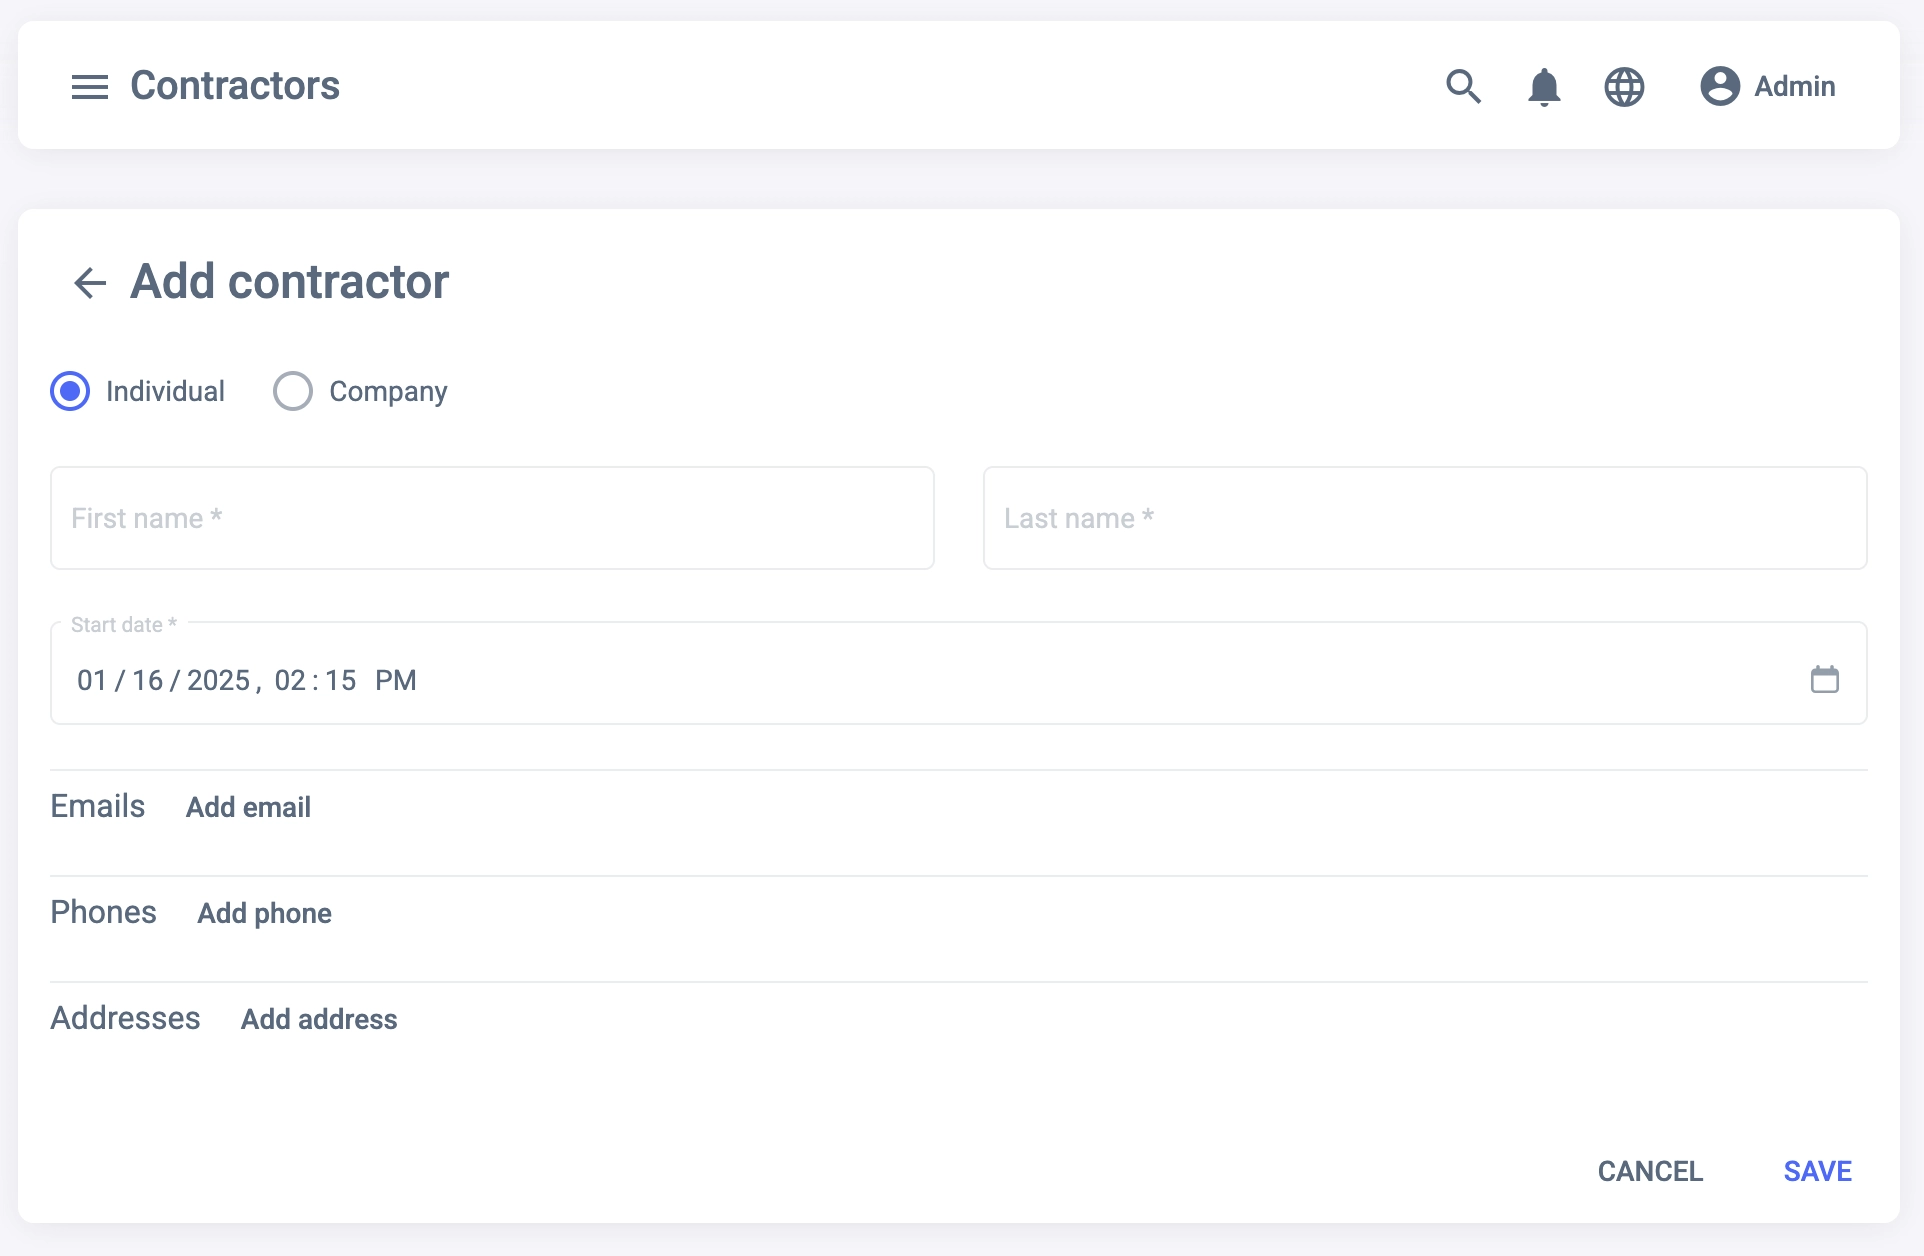 Contractors
Admin
Add contractor
Individual
Company
First name *
Last name *
Start date *
01/16/2025, 02:15 PM
Emails
Add email
Phones
Add phone
Addresses
Add address
CANCEL
SAVE